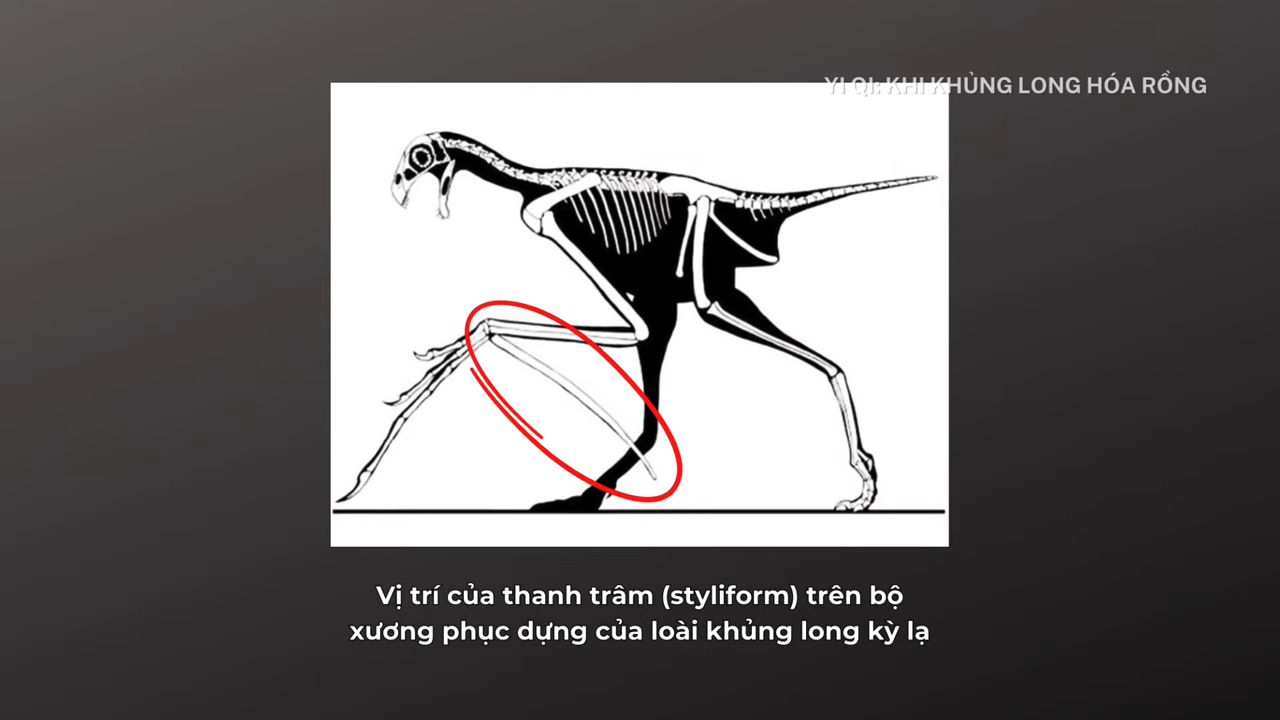 YI QI: KHI KHỦNG LONG HÓA RỒNG
Vị trí của thanh trâm (styliform) trên bộ
xương phục dựng của loài khủng long kỳ lạ